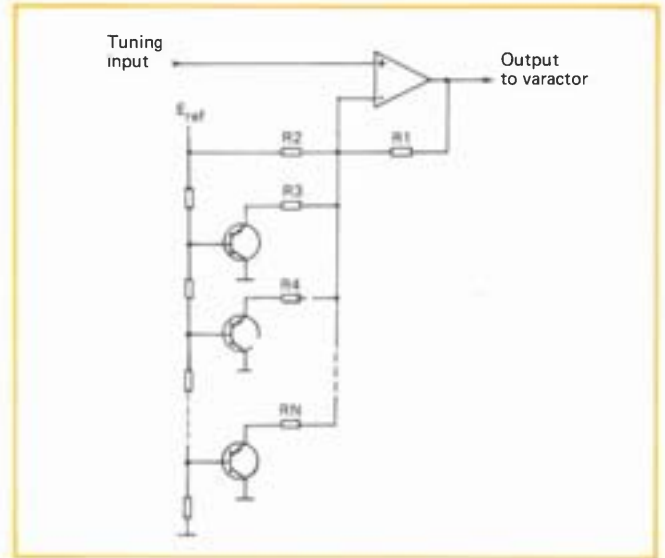 Tuning
input
Output
to varactor
E_ref
R2
R1
R3
R4
RN